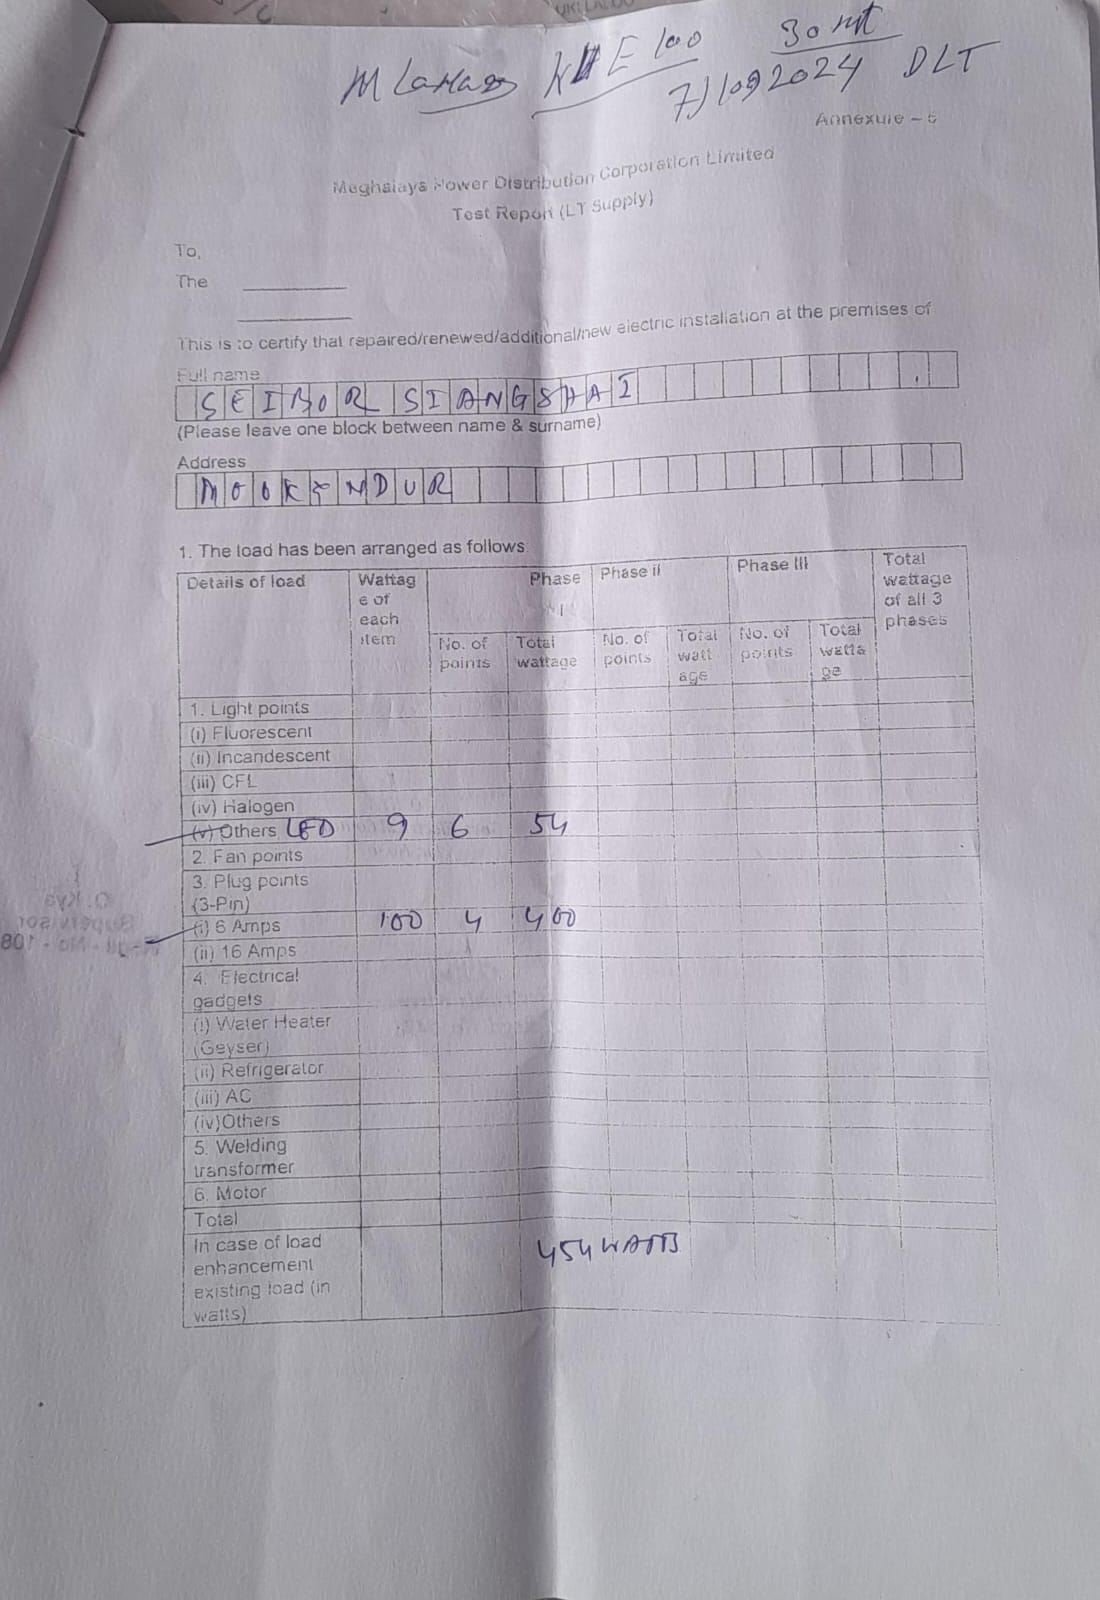 30 mt
7/109 2024 DLT
Annexure – 5
Meghalaya Power Distribution Corporation Limited
Test Report (LT Supply)
To,
The
This is to certify that repaired/renewed/additional/new electric installation at the premises of
Full name
SEIBOR SIANGSHAI
(Please leave one block between name & surname)
Address
MOOKYNDUR
1. The load has been arranged as follows.
Details of load Wattag e of each item Phase I Phase II Phase III Total wattage of all 3 phases
No. of points Total wattage No. of points Total watt age No. of points Total watta ge
1. Light points
(i) Fluorescent
(ii) Incandescent
(iii) CFL
(iv) Halogen
(v) Others LED 9 6 54
2. Fan points
3. Plug points
(3-Pin)
(i) 6 Amps 100 4 400
(ii) 16 Amps
4. Electrical
gadgets
(i) Water Heater
(Geyser)
(ii) Refrigerator
(iii) AC
(iv)Others
5. Welding
transformer
6. Motor
Total
In case of load
enhancement 454 WATTS
existing load (in
watts)